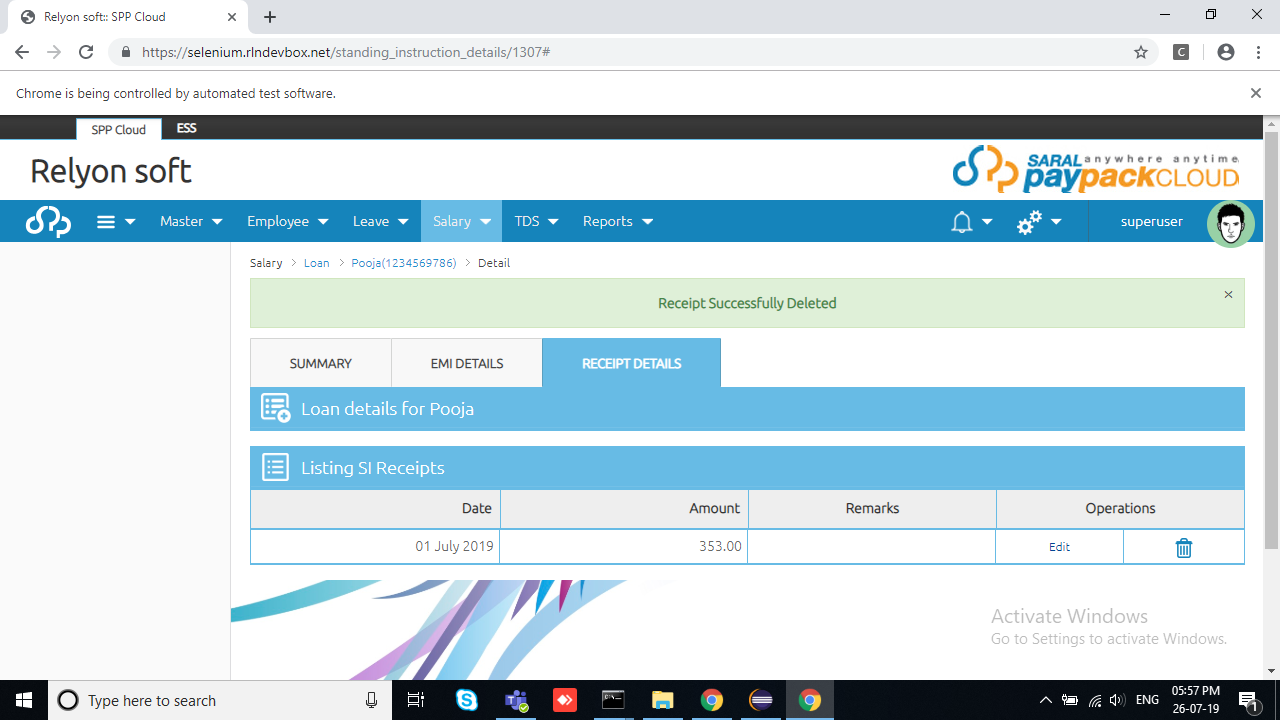 Relyon soft:: SPP Cloud
https://selenium.rlndevbox.net/standing_instruction_details/1307#
C
Chrome is being controlled by automated test software.
SPP Cloud ESS
Relyon soft
SARAL anywhere anytime
paypackCLOUD
Master Employee Leave Salary TDS Reports superuser
Salary > Loan > Pooja(1234569786) > Detail
Receipt Successfully Deleted
SUMMARY EMI DETAILS RECEIPT DETAILS
Loan details for Pooja
Listing SI Receipts
Date Amount Remarks Operations
01 July 2019 353.00 Edit
Activate Windows
Go to Settings to activate Windows.
Type here to search
ENG
05:57 PM
26-07-19
1